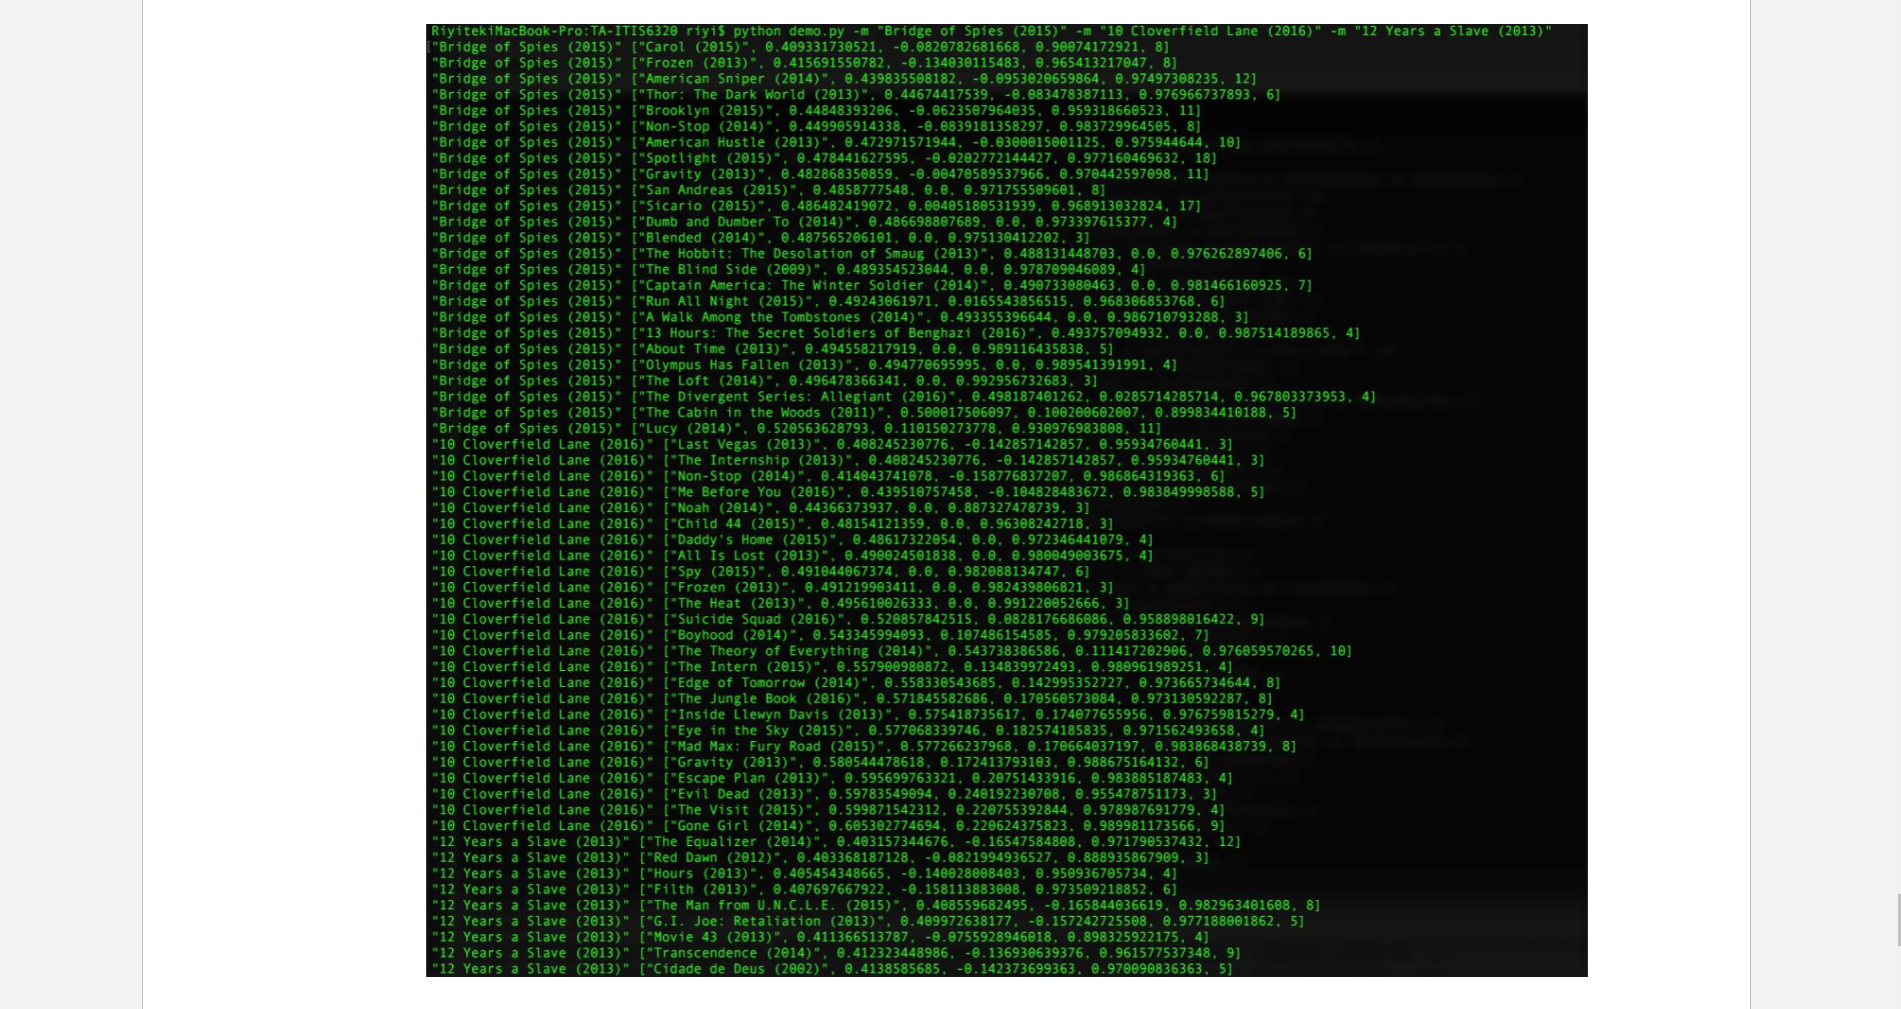 RiyitekiMacBook-Pro:TA-ITIS6320 riyi$ python demo.py -m "Bridge of Spies (2015)" -m "10 Cloverfield Lane (2016)" -m "12 Years a Slave (2013)"
"Bridge of Spies (2015)" ["Carol (2015)", 0.409331730521, -0.0820782681668, 0.90074172921, 8]
"Bridge of Spies (2015)" ["Frozen (2013)", 0.415691550782, -0.134030115483, 0.965413217047, 8]
"Bridge of Spies (2015)" ["American Sniper (2014)", 0.439835508182, -0.0953020659864, 0.97497308235, 12]
"Bridge of Spies (2015)" ["Thor: The Dark World (2013)", 0.44674417539, -0.083478387113, 0.976966737893, 6]
"Bridge of Spies (2015)" ["Brooklyn (2015)", 0.44848393206, -0.0623507964035, 0.959318660523, 11]
"Bridge of Spies (2015)" ["Non-Stop (2014)", 0.449905914338, -0.0839181358297, 0.983729964505, 8]
"Bridge of Spies (2015)" ["American Hustle (2013)", 0.472971571944, -0.0300015001125, 0.975944644, 10]
"Bridge of Spies (2015)" ["Spotlight (2015)", 0.478441627595, -0.0202772144427, 0.977160469632, 18]
"Bridge of Spies (2015)" ["Gravity (2013)", 0.482868350859, -0.00470589537966, 0.970442597098, 11]
"Bridge of Spies (2015)" ["San Andreas (2015)", 0.4858777548, 0.0, 0.971755509601, 8]
"Bridge of Spies (2015)" ["Sicario (2015)", 0.486482419072, 0.00405180531939, 0.968913032824, 17]
"Bridge of Spies (2015)" ["Dumb and Dumber To (2014)", 0.486698807689, 0.0, 0.973397615377, 4]
"Bridge of Spies (2015)" ["Blended (2014)", 0.487565206101, 0.0, 0.975130412202, 3]
"Bridge of Spies (2015)" ["The Hobbit: The Desolation of Smaug (2013)", 0.488131448703, 0.0, 0.976262897406, 6]
"Bridge of Spies (2015)" ["The Blind Side (2009)", 0.489354523044, 0.0, 0.978709046089, 4]
"Bridge of Spies (2015)" ["Captain America: The Winter Soldier (2014)", 0.490733080463, 0.0, 0.981466160925, 7]
"Bridge of Spies (2015)" ["Run All Night (2015)", 0.49243061971, 0.0165543856515, 0.968306853768, 6]
"Bridge of Spies (2015)" ["A Walk Among the Tombstones (2014)", 0.493355396644, 0.0, 0.986710793288, 3]
"Bridge of Spies (2015)" ["13 Hours: The Secret Soldiers of Benghazi (2016)", 0.493757094932, 0.0, 0.987514189865, 4]
"Bridge of Spies (2015)" ["About Time (2013)", 0.494558217919, 0.0, 0.989116435838, 5]
"Bridge of Spies (2015)" ["Olympus Has Fallen (2013)", 0.494770695995, 0.0, 0.989541391991, 4]
"Bridge of Spies (2015)" ["The Loft (2014)", 0.496478366341, 0.0, 0.992956732683, 3]
"Bridge of Spies (2015)" ["The Divergent Series: Allegiant (2016)", 0.498187401262, 0.0285714285714, 0.967803373953, 4]
"Bridge of Spies (2015)" ["The Cabin in the Woods (2011)", 0.500017506097, 0.100200602007, 0.899834410188, 5]
"Bridge of Spies (2015)" ["Lucy (2014)", 0.520563628793, 0.110150273778, 0.930976983808, 11]
"10 Cloverfield Lane (2016)" ["Last Vegas (2013)", 0.408245230776, -0.142857142857, 0.95934760441, 3]
"10 Cloverfield Lane (2016)" ["The Internship (2013)", 0.408245230776, -0.142857142857, 0.95934760441, 3]
"10 Cloverfield Lane (2016)" ["Non-Stop (2014)", 0.414043741078, -0.158776837207, 0.986864319363, 6]
"10 Cloverfield Lane (2016)" ["Me Before You (2016)", 0.439510757458, -0.104828483672, 0.983849998588, 5]
"10 Cloverfield Lane (2016)" ["Noah (2014)", 0.44366373937, 0.0, 0.887327478739, 3]
"10 Cloverfield Lane (2016)" ["Child 44 (2015)", 0.48154121359, 0.0, 0.96308242718, 3]
"10 Cloverfield Lane (2016)" ["Daddy's Home (2015)", 0.48617322054, 0.0, 0.972346441079, 4]
"10 Cloverfield Lane (2016)" ["All Is Lost (2013)", 0.490024501838, 0.0, 0.980049003675, 4]
"10 Cloverfield Lane (2016)" ["Spy (2015)", 0.491044067374, 0.0, 0.982088134747, 6]
"10 Cloverfield Lane (2016)" ["Frozen (2013)", 0.491219903411, 0.0, 0.982439806821, 3]
"10 Cloverfield Lane (2016)" ["The Heat (2013)", 0.495610026333, 0.0, 0.991220052666, 3]
"10 Cloverfield Lane (2016)" ["Suicide Squad (2016)", 0.520857842515, 0.0828176686086, 0.958898016422, 9]
"10 Cloverfield Lane (2016)" ["Boyhood (2014)", 0.543345994093, 0.107486154585, 0.979205833602, 7]
"10 Cloverfield Lane (2016)" ["The Theory of Everything (2014)", 0.543738386586, 0.111417202906, 0.976059570265, 10]
"10 Cloverfield Lane (2016)" ["The Intern (2015)", 0.557900980872, 0.134839972493, 0.980961989251, 4]
"10 Cloverfield Lane (2016)" ["Edge of Tomorrow (2014)", 0.558330543685, 0.142995352727, 0.973665734644, 8]
"10 Cloverfield Lane (2016)" ["The Jungle Book (2016)", 0.571845582686, 0.170560573084, 0.973130592287, 8]
"10 Cloverfield Lane (2016)" ["Inside Llewyn Davis (2013)", 0.575418735617, 0.174077655956, 0.976759815279, 4]
"10 Cloverfield Lane (2016)" ["Eye in the Sky (2015)", 0.577068339746, 0.182574185835, 0.971562493658, 4]
"10 Cloverfield Lane (2016)" ["Mad Max: Fury Road (2015)", 0.577266237968, 0.170664037197, 0.983868438739, 8]
"10 Cloverfield Lane (2016)" ["Gravity (2013)", 0.580544478618, 0.172413793103, 0.988675164132, 6]
"10 Cloverfield Lane (2016)" ["Escape Plan (2013)", 0.595699763321, 0.20751433916, 0.983885187483, 4]
"10 Cloverfield Lane (2016)" ["Evil Dead (2013)", 0.59783549094, 0.240192230708, 0.955478751173, 3]
"10 Cloverfield Lane (2016)" ["The Visit (2015)", 0.599871542312, 0.220755392844, 0.978987691779, 4]
"10 Cloverfield Lane (2016)" ["Gone Girl (2014)", 0.605302774694, 0.220624375823, 0.989981173566, 9]
"12 Years a Slave (2013)" ["The Equalizer (2014)", 0.403157344676, -0.16547584808, 0.971790537432, 12]
"12 Years a Slave (2013)" ["Red Dawn (2012)", 0.403368187128, -0.0821994936527, 0.888935867909, 3]
"12 Years a Slave (2013)" ["Hours (2013)", 0.405454348665, -0.140028008403, 0.950936705734, 4]
"12 Years a Slave (2013)" ["Filth (2013)", 0.407697667922, -0.158113883008, 0.973509218852, 6]
"12 Years a Slave (2013)" ["The Man from U.N.C.L.E. (2015)", 0.408559682495, -0.165844036619, 0.982963401608, 8]
"12 Years a Slave (2013)" ["G.I. Joe: Retaliation (2013)", 0.409972638177, -0.157242725508, 0.977188001862, 5]
"12 Years a Slave (2013)" ["Movie 43 (2013)", 0.411366513787, -0.0755928946018, 0.898325922175, 4]
"12 Years a Slave (2013)" ["Transcendence (2014)", 0.412323448986, -0.136930639376, 0.961577537348, 9]
"12 Years a Slave (2013)" ["Cidade de Deus (2002)", 0.4138585685, -0.142373699363, 0.970090836363, 5]